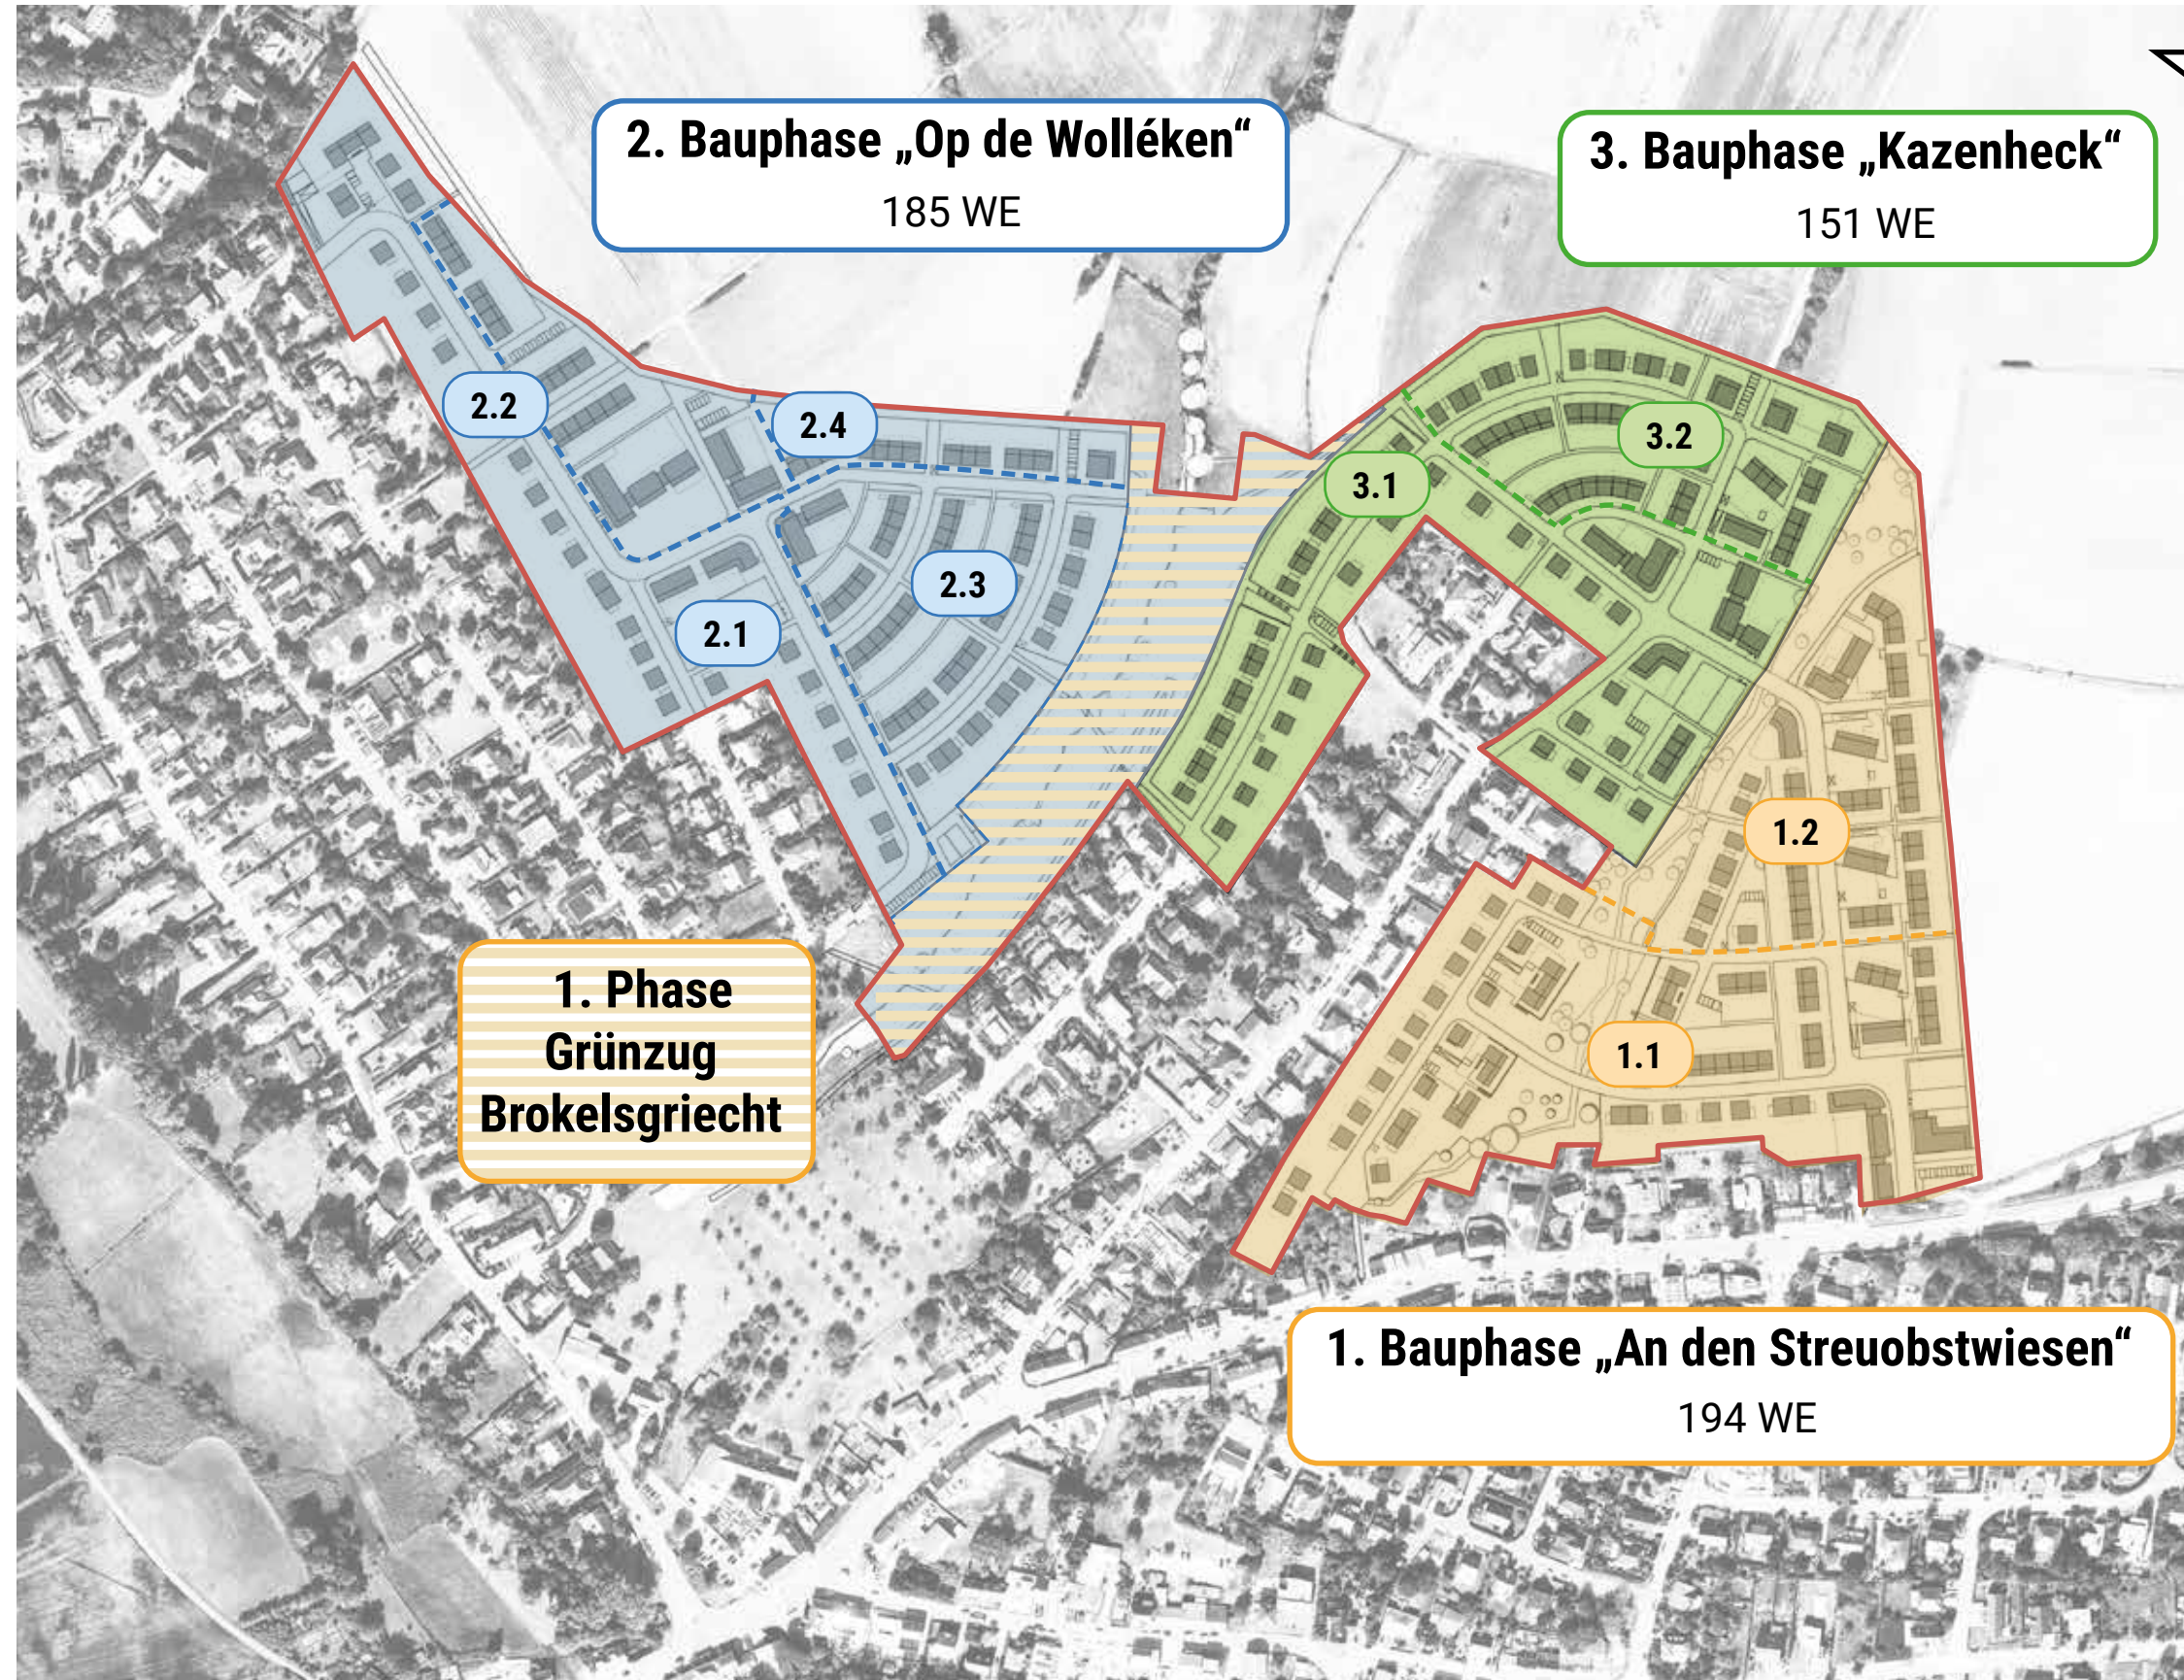 2. Bauphase „Op de Wolléken“
185 WE
3. Bauphase „Kazenheck“
151 WE
2.2
2.4
3.2
3.1
2.3
2.1
1.2
1. Phase
Grünzug
Brokelsgriecht
1.1
1. Bauphase „An den Streuobstwiesen“
194 WE